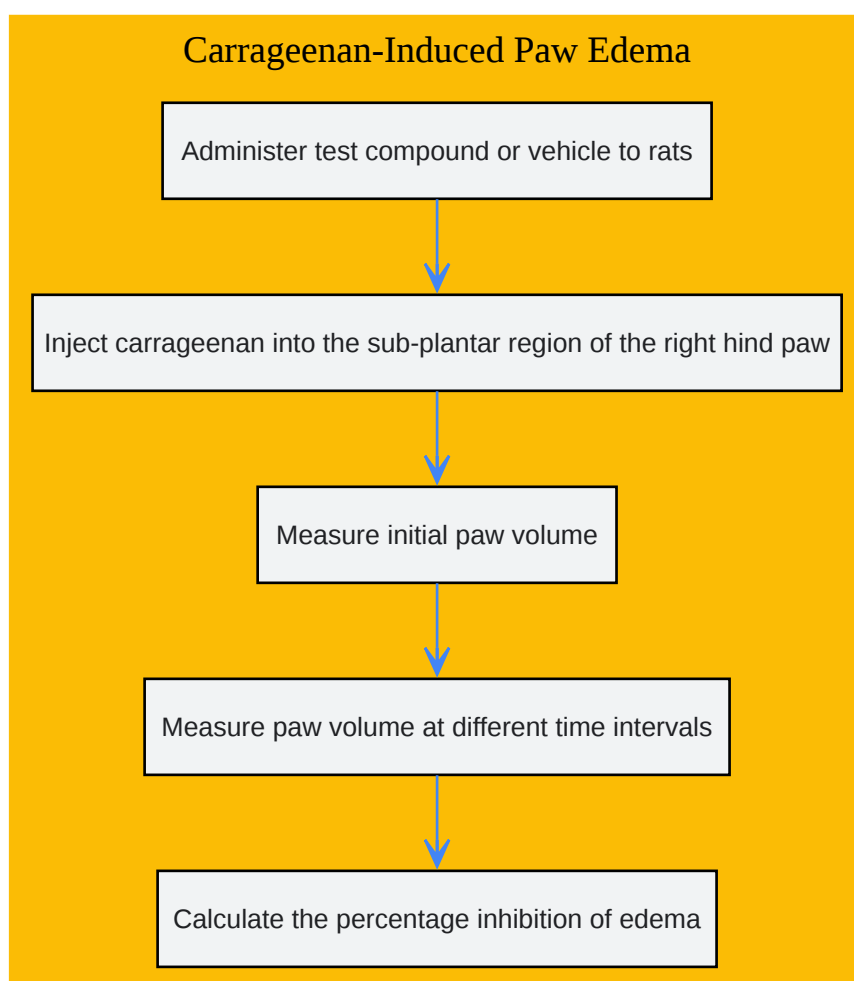 Carrageenan-Induced Paw Edema
Administer test compound or vehicle to rats
Inject carrageenan into the sub-plantar region of the right hind paw
Measure initial paw volume
Measure paw volume at different time intervals
Calculate the percentage inhibition of edema